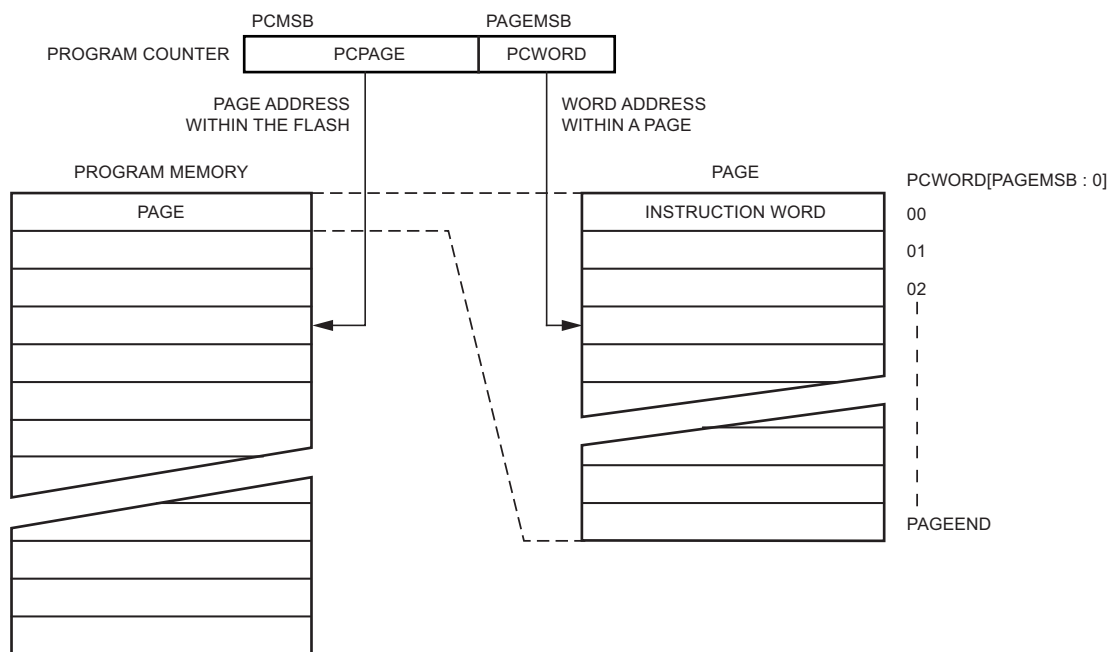 PCMSB PAGEMSB
PROGRAM COUNTER PCPAGE PCWORD
PAGE ADDRESS
WITHIN THE FLASH
WORD ADDRESS
WITHIN A PAGE
PROGRAM MEMORY
PAGE
PAGE
INSTRUCTION WORD
PCWORD[PAGEMSB : 0]
00
01
02
PAGEEND